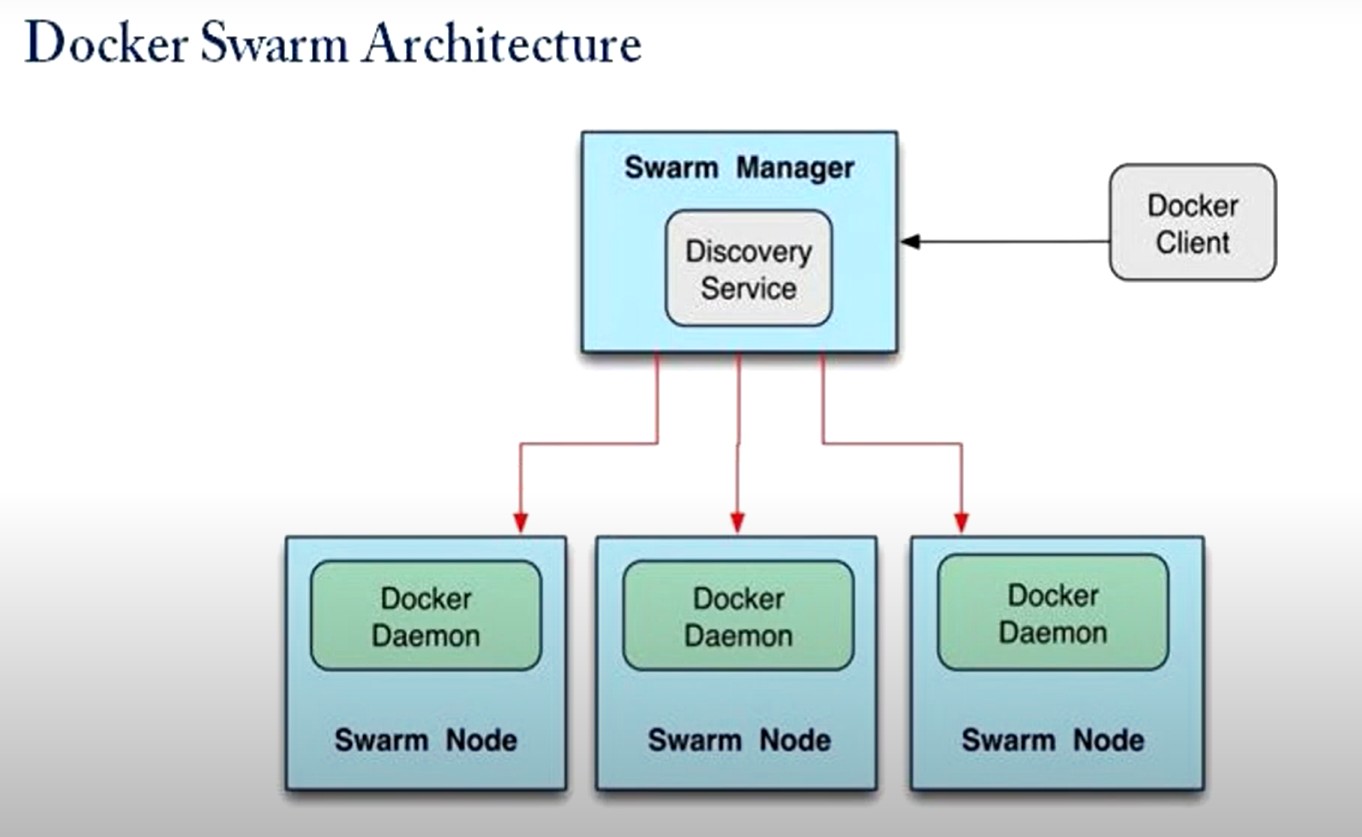 Docker Swarm Architecture
Swarm Manager
Discovery
Service
Docker
Client
Docker
Daemon
Swarm Node
Docker
Daemon
Swarm Node
Docker
Daemon
Swarm Node